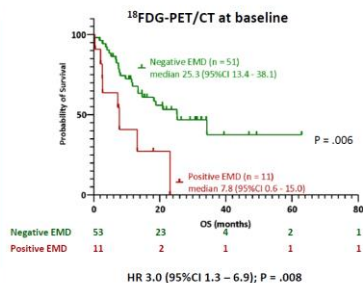 ¹⁸FDG-PET/CT at baseline
100
Negative EMD (n = 51)
median 25.3 (95%CI 13.4 - 38.1)
Probability of Survival
50
P = .006
Positive EMD (n = 11)
median 7.8 (95%CI 0.6 - 15.0)
0
0 20 40 60 80
OS (months)
Negative EMD 53 23 4 2 1
Positive EMD 11 2 1 1 1
HR 3.0 (95%CI 1.3 – 6.9); P = .008